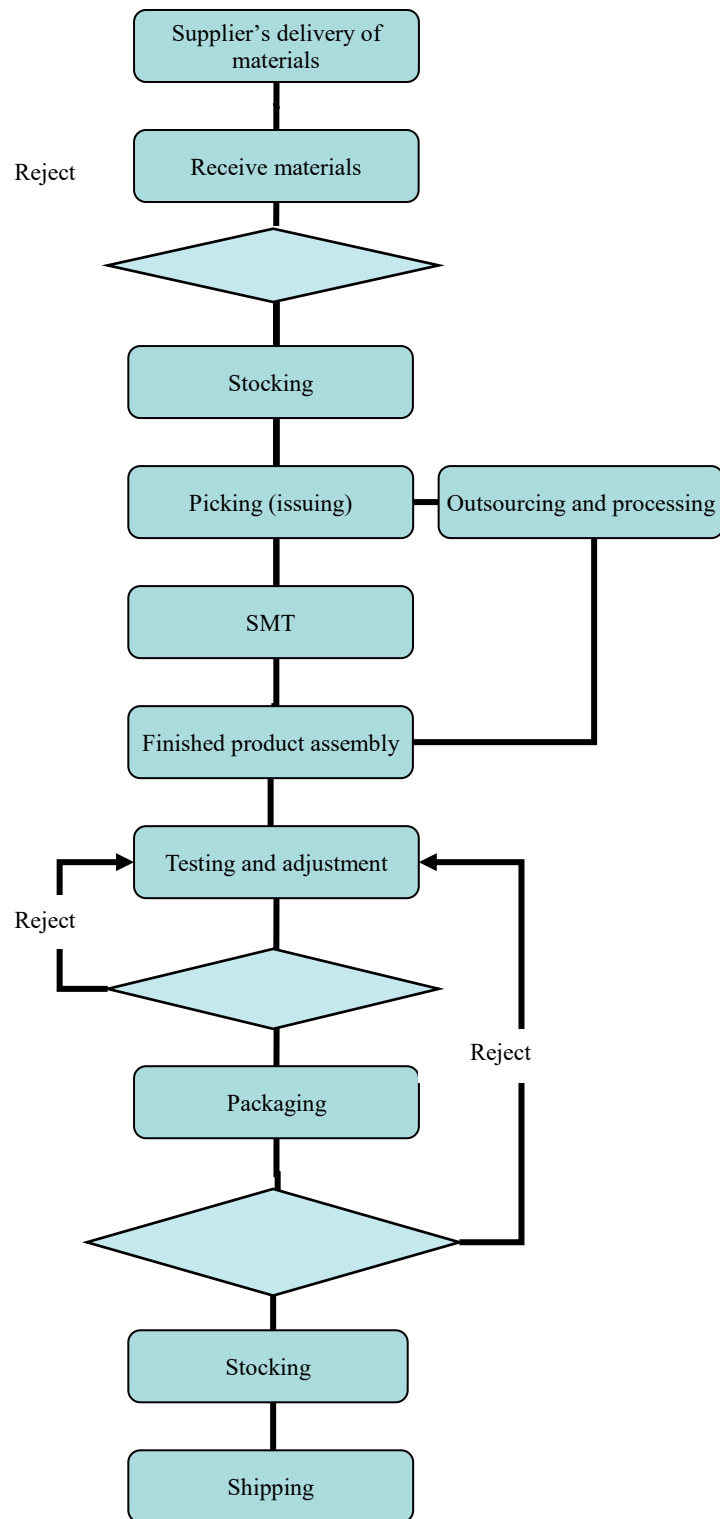 Supplier’s delivery of
materials
Reject
Receive materials
Stocking
Picking (issuing)
Outsourcing and processing
SMT
Finished product assembly
Testing and adjustment
Reject
Reject
Packaging
Stocking
Shipping